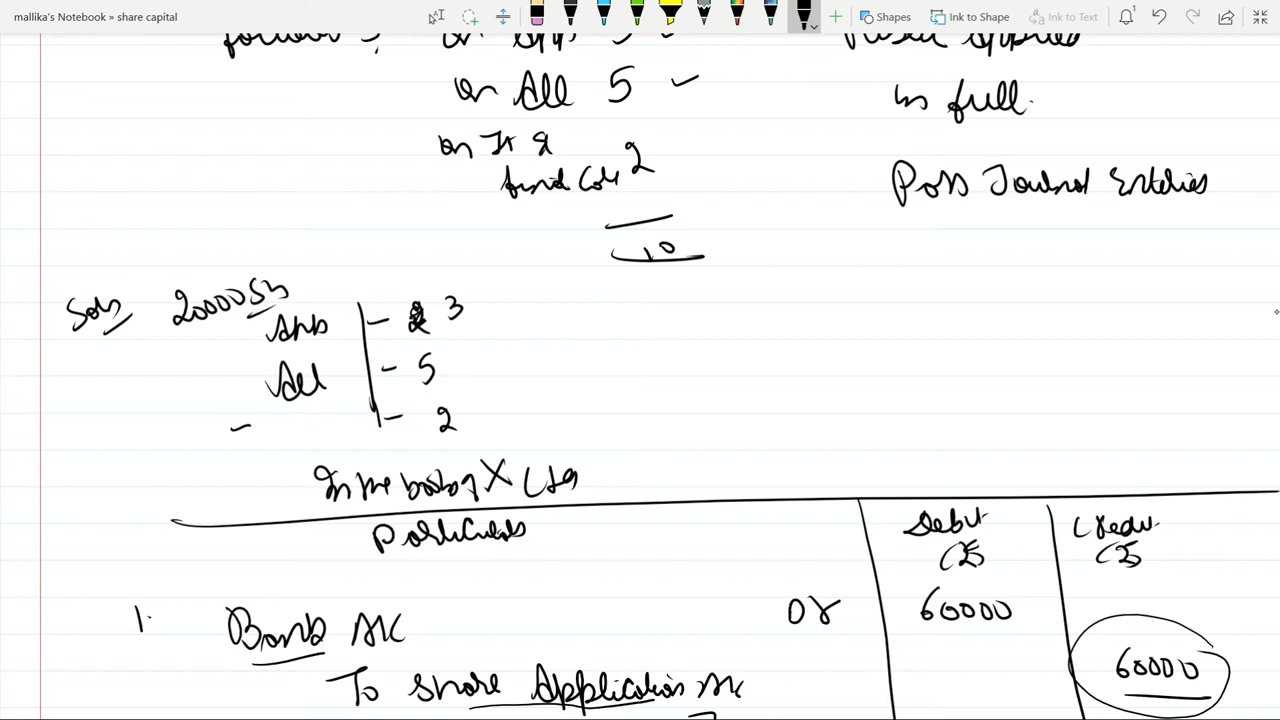 mallika's Notebook » share capital
Shapes Ink to Shape Ink to Text
on All 5
in full.
on Ist &
final Call 2
Post Journal Entries
10
Soln 20000 Sh
App - 3
All - 5
- - 2
In the books of X Ltd
Particulars Debit Credit
(₹) (₹)
1. Bank A/c Dr 60000
To Share Application A/c 60000